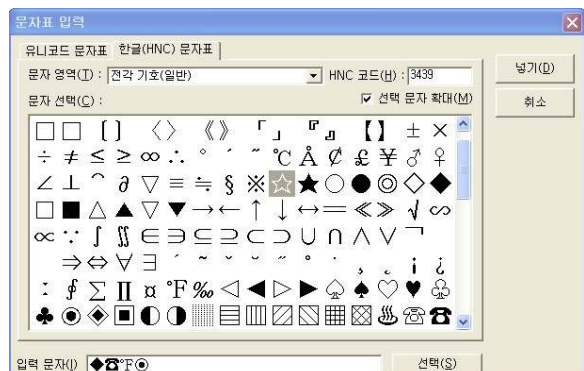 문자표 입력
유니코드 문자표 한글(HNC) 문자표
문자 영역(T) : 전각 기호(일반) HNC 코드(H) : 3439 넣기(D)
문자 선택(C) : 선택 문자 확대(M) 취소
□ □ 〔 〕 〈 〉 《 》 「 」 『 』 【 】 ± ×
÷ ≠ ≤ ≥ ∞ ∴ ° ′ ″ ℃ Å ¢ £ ¥ ♂ ♀
∠ ⊥ ⌒ ∂ ▽ ≡ ≒ § ※ ☆ ★ ○ ● ◎ ◇ ◆
□ ■ △ ▲ ▽ ▼ → ← ↑ ↓ ↔ = ≪ ≫ √ ∽
∝ ∵ ∫ ∬ ∈ ∋ ⊆ ⊇ ⊂ ⊃ ∪ ∩ ∧ ∨ ¬
⇒ ⇔ ∀ ∃ ´ ~ ˇ ˘ ˝ ° ˙ ¸ ˛ ¡ ¿
ː ∮ ∑ ∏ ¤ ℉ ‰ ◁ ◀ ▷ ▶ ♤ ♠ ♡ ♥ ♧
♣ ◉ ◈ ▣ ◐ ◑ ▒ ▤ ▥ ▨ ▧ ▦ ▩ ♨ ☏ ☎
입력 문자(I) ◆☎℉◉ 선택(S)